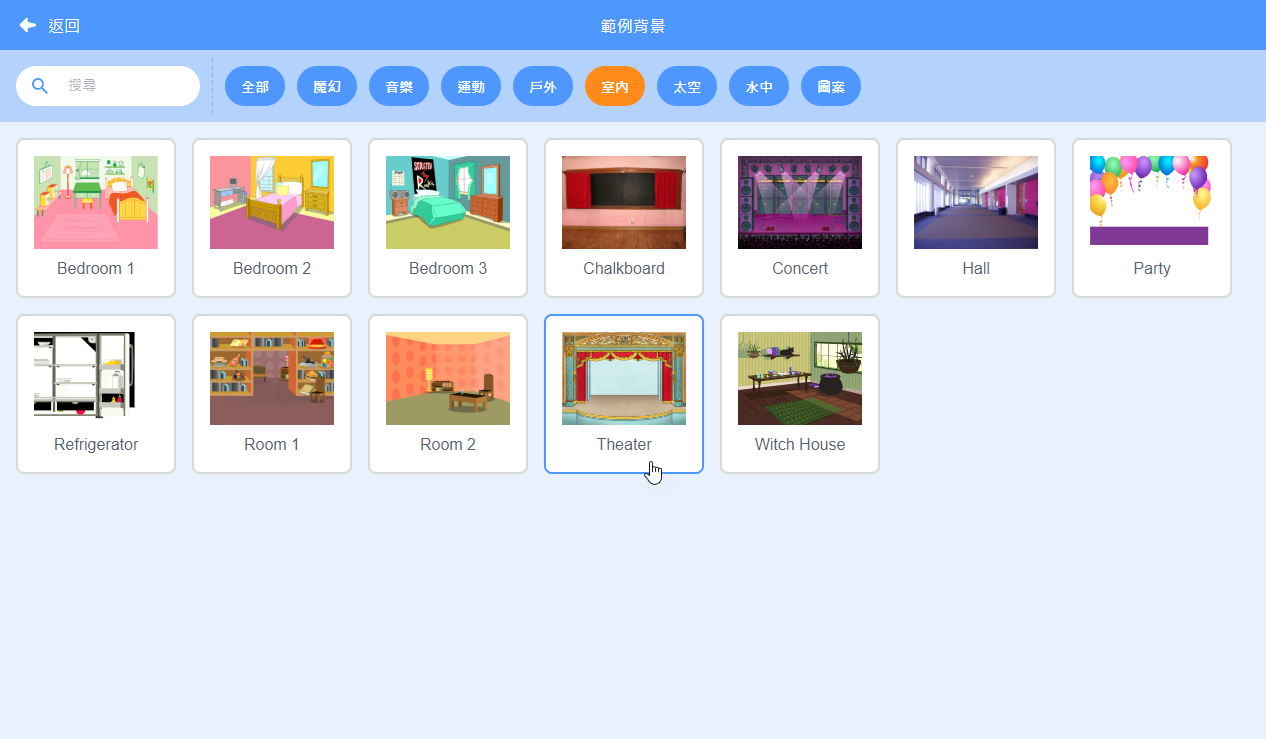 返回
範例背景
搜尋
全部 魔幻 音樂 運動 戶外 室內 太空 水中 圖案
Bedroom 1 Bedroom 2 Bedroom 3 Chalkboard Concert Hall Party
Refrigerator Room 1 Room 2 Theater Witch House